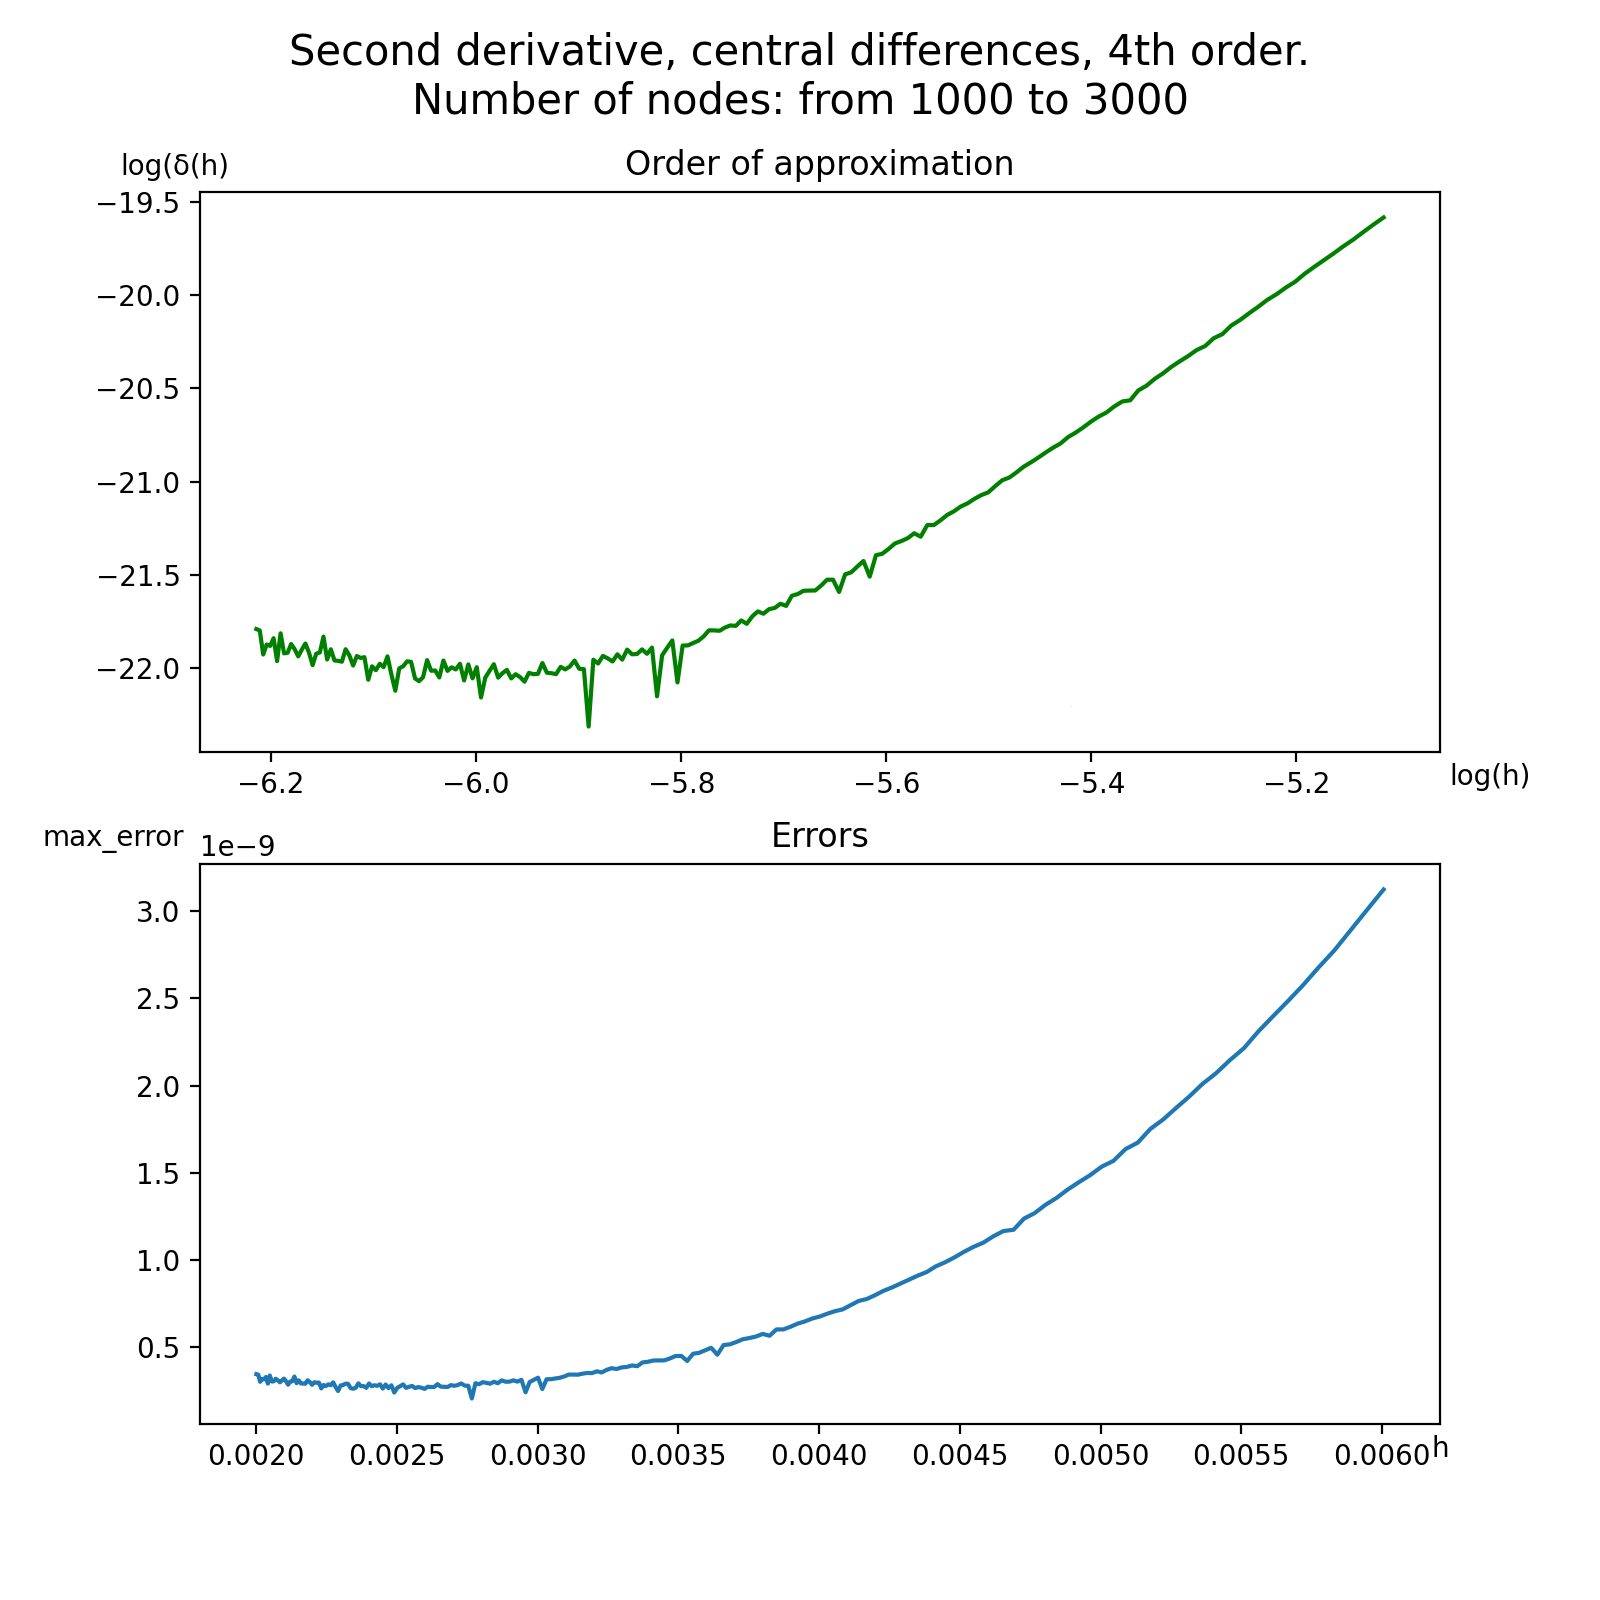 Second derivative, central differences, 4th order.
Number of nodes: from 1000 to 3000
log(δ(h)
Order of approximation
−19.5
−20.0
−20.5
−21.0
−21.5
−22.0
−6.2 −6.0 −5.8 −5.6 −5.4 −5.2
log(h)
max_error
1e−9
Errors
3.0
2.5
2.0
1.5
1.0
0.5
0.0020 0.0025 0.0030 0.0035 0.0040 0.0045 0.0050 0.0055 0.0060
h